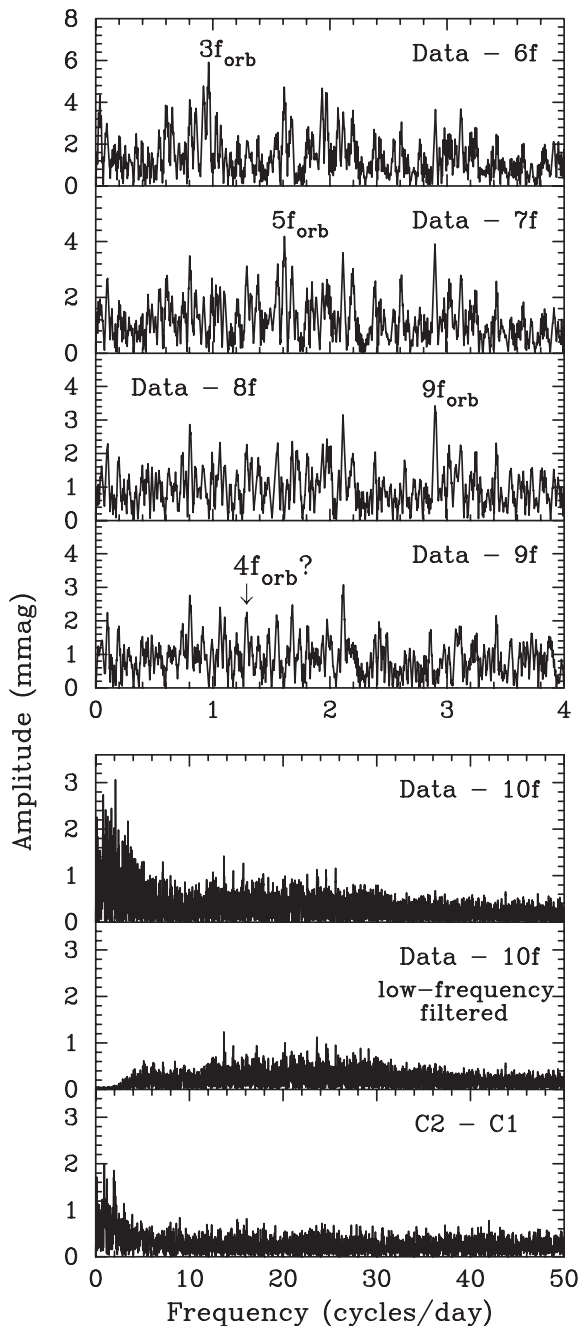 8
3f_orb
Data - 6f
6
4
2
0
5f_orb
Data - 7f
4
2
0
Data - 8f
9f_orb
4
3
2
1
0
Data - 9f
4
4f_orb?
3
2
1
0
0 1 2 3 4
Amplitude (mmag)
Data - 10f
3
2
1
0
Data - 10f
3
low-frequency
filtered
2
1
0
C2 - C1
3
2
1
0
0 10 20 30 40 50
Frequency (cycles/day)